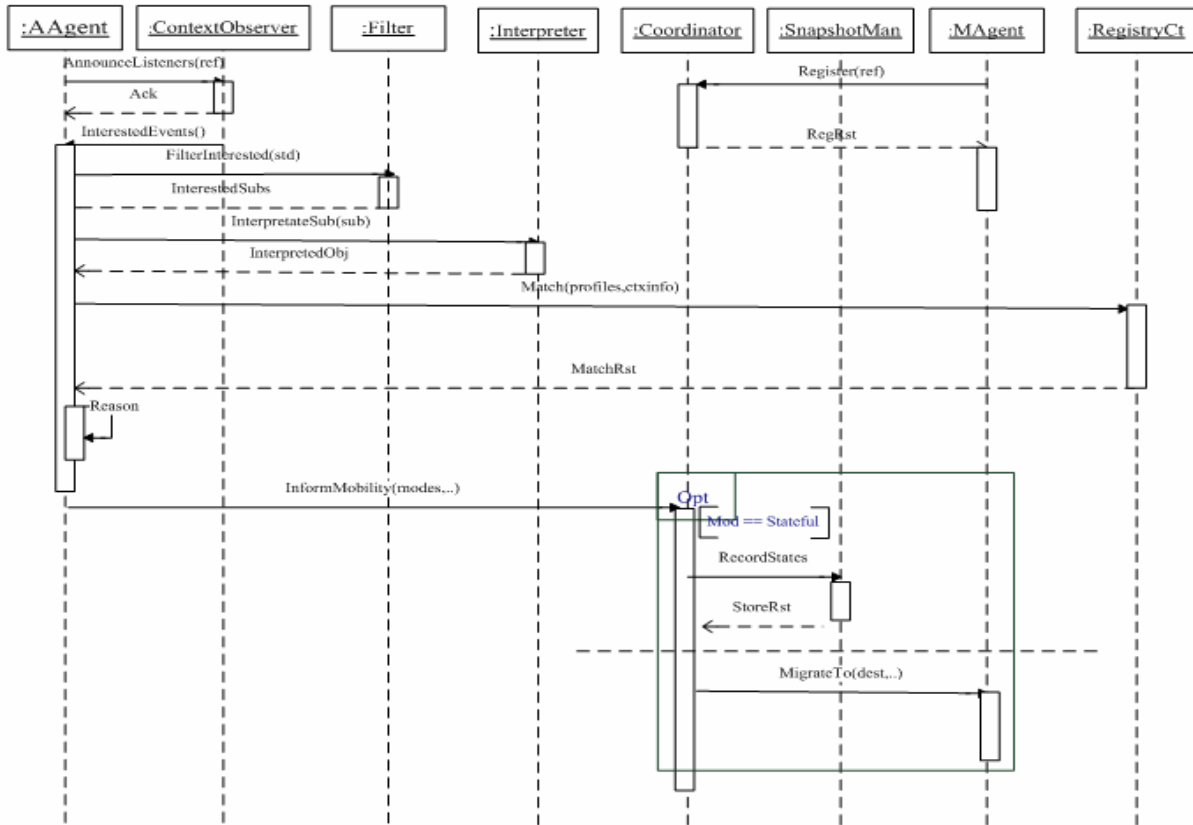 :AAgent
:ContextObserver
:Filter
:Interpreter
:Coordinator
:SnapshotMan
:MAgent
:RegistryCt
AnnounceListeners(ref)
Register(ref)
Ack
InterestedEvents()
RegRst
FilterInterested(std)
InterestedSubs
InterpretateSub(sub)
InterpretedObj
Match(profiles,ctxinfo)
MatchRst
Reason
InformMobility(modes,..)
Opt
Mod == Stateful
RecordStates
StoreRst
MigrateTo(dest,..)